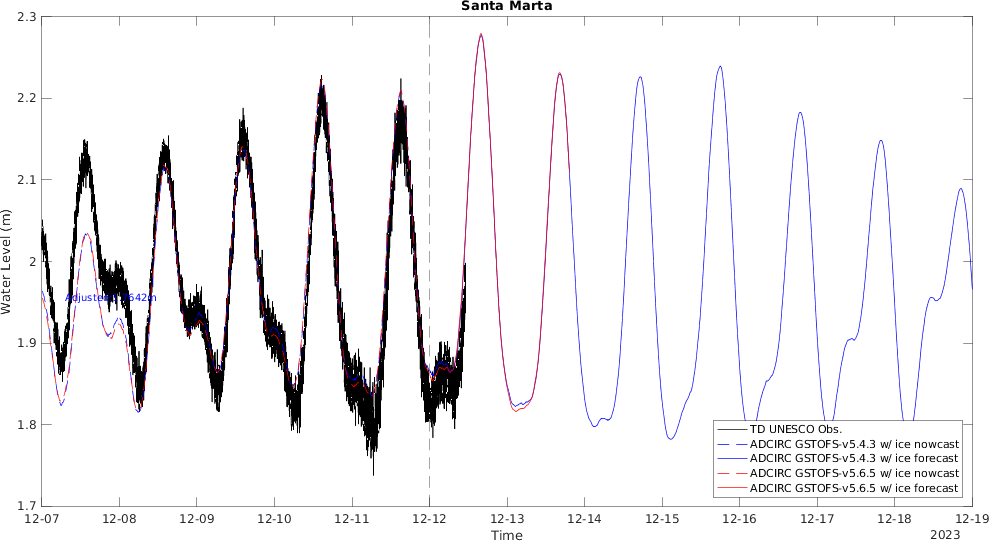 Santa Marta
2.3
2.2
2.1
2
1.9
1.8
1.7
Water Level (m)
12-07 12-08 12-09 12-10 12-11 12-12 12-13 12-14 12-15 12-16 12-17 12-18 12-19
Time
2023
TD UNESCO Obs.
ADCIRC GSTOFS-v5.4.3 w/ ice nowcast
ADCIRC GSTOFS-v5.4.3 w/ ice forecast
ADCIRC GSTOFS-v5.6.5 w/ ice nowcast
ADCIRC GSTOFS-v5.6.5 w/ ice forecast